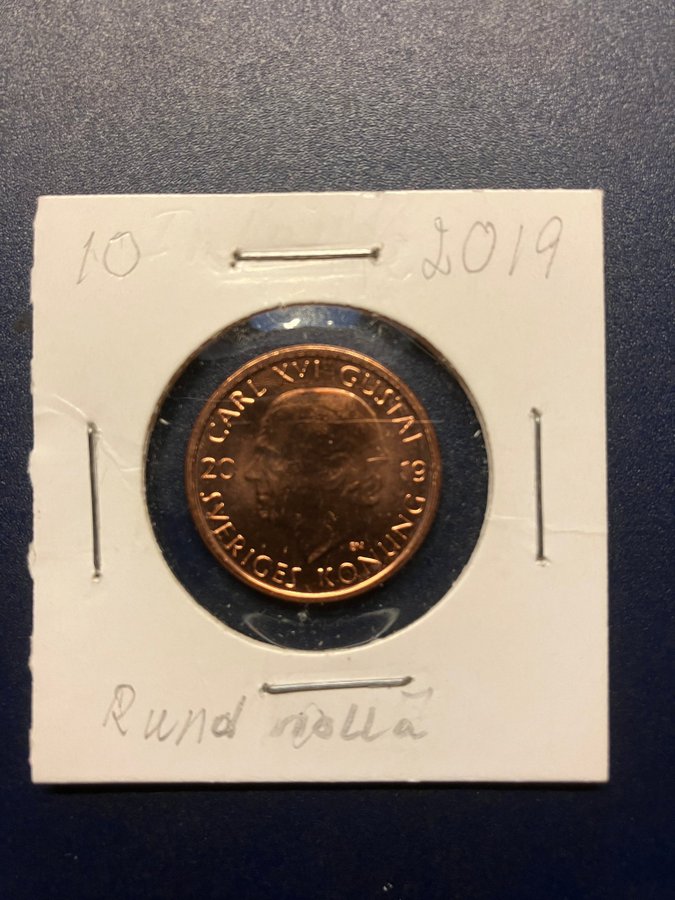 10 2019
CARL XVI GUSTAF
20 19
SVERIGES KONUNG
Rund nolla